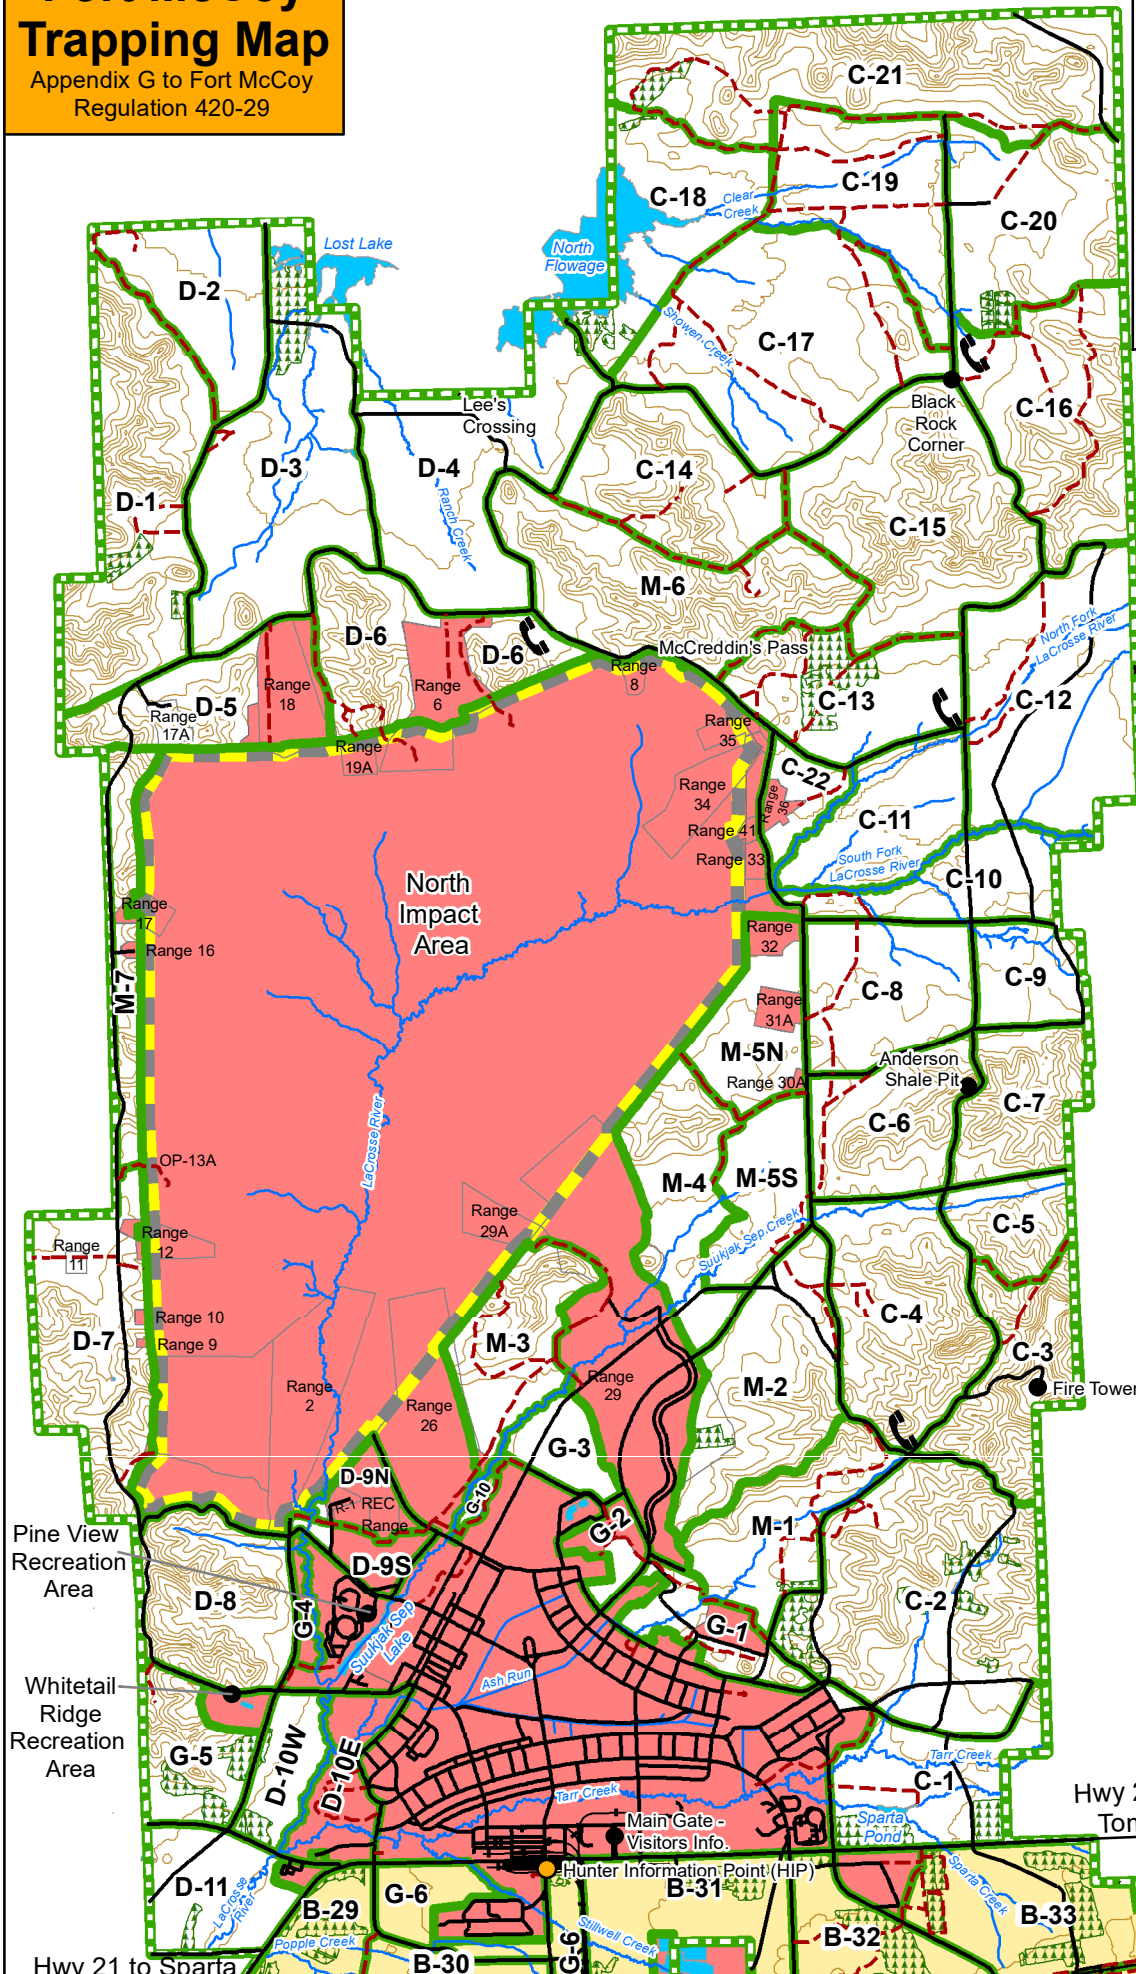 Trapping Map
Appendix G to Fort McCoy
Regulation 420-29
C-21
C-18
Clear
Creek
C-19
C-20
North
Flowage
Lost Lake
D-2
Showen Creek
C-17
Black
Rock
Corner
C-16
Lee's
Crossing
D-3
D-4
Ranch Creek
C-14
D-1
C-15
M-6
North Fork
LaCrosse River
D-6
D-6
McCreddin's Pass
Range
8
Range
18
Range
6
D-5
Range
17A
Range
19A
Range
35
C-13
C-12
C-22
Range
34
Range
36
Range 41
C-11
Range 33
South Fork
LaCrosse River
C-10
North
Impact
Area
Range
17
Range 16
M-7
Range
32
C-9
C-8
Range
31A
M-5N
Range 30A
Anderson
Shale Pit
C-7
C-6
LaCrosse River
OP-13A
M-4
M-5S
Suukjak Sep Creek
Range
29A
C-5
Range
12
Range
11
Range 10
Range 9
D-7
M-3
C-4
C-3
Fire Tower
Range
2
Range
26
Range
29
M-2
G-3
D-9N
R-1
REC
Range
G-10
G-2
M-1
Pine View
Recreation
Area
D-9S
D-8
G-4
Suukjak Sep
Lake
C-2
G-1
Ash Run
Whitetail
Ridge
Recreation
Area
G-5
D-10W
D-10E
Tarr Creek
C-1
Tarr Creek
Sparta
Pond
Main Gate -
Visitors Info.
Hunter Information Point (HIP)
D-11
LaCrosse
River
B-29
G-6
B-31
Sparta Creek
B-33
B-32
Popple Creek
B-30
G-6
Stillwell Creek
Hwy 21 to Sparta